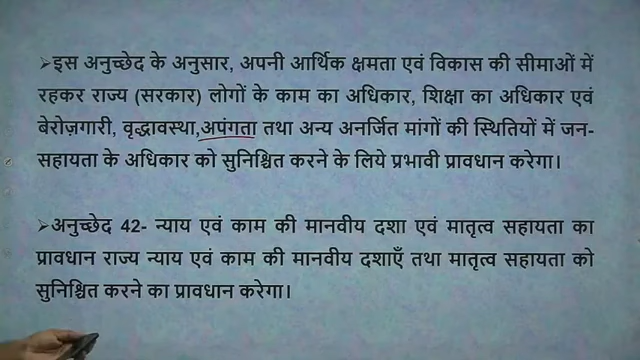 ➢इस अनुच्छेद के अनुसार, अपनी आर्थिक क्षमता एवं विकास की सीमाओं में
रहकर राज्य (सरकार) लोगों के काम का अधिकार, शिक्षा का अधिकार एवं
बेरोज़गारी, वृद्धावस्था,अपंगता तथा अन्य अनर्जित मांगों की स्थितियों में जन-
सहायता के अधिकार को सुनिश्चित करने के लिये प्रभावी प्रावधान करेगा।
➢अनुच्छेद 42- न्याय एवं काम की मानवीय दशा एवं मातृत्व सहायता का
प्रावधान राज्य न्याय एवं काम की मानवीय दशाएँ तथा मातृत्व सहायता को
सुनिश्चित करने का प्रावधान करेगा।